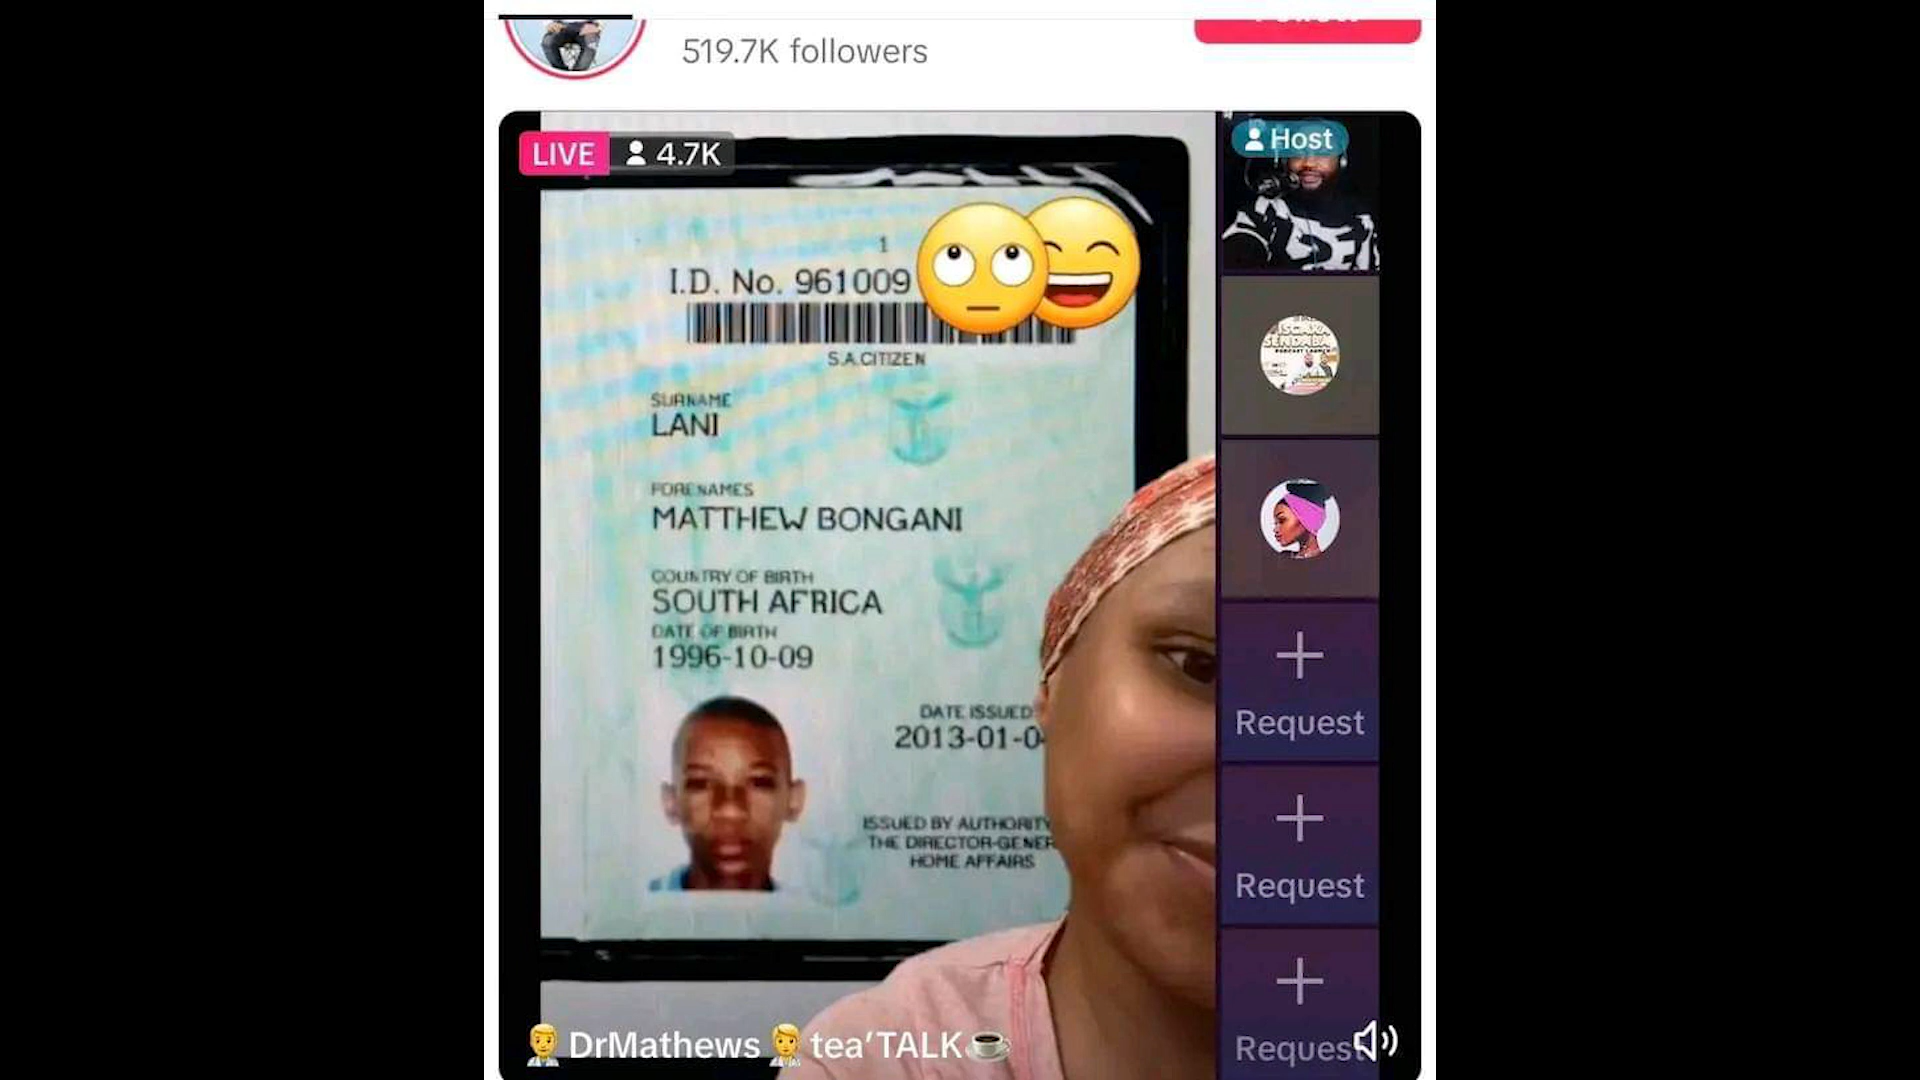 519.7K followers
LIVE 4.7K
Host
1
I.D. No. 961009
S.A.CITIZEN
SURNAME
LANI
FORENAMES
MATTHEW BONGANI
COUNTRY OF BIRTH
SOUTH AFRICA
DATE OF BIRTH
1996-10-09
DATE ISSUED
2013-01-0
ISSUED BY AUTHORITY
THE DIRECTOR-GENER
HOME AFFAIRS
Request
Request
Request
DrMathews tea'TALK